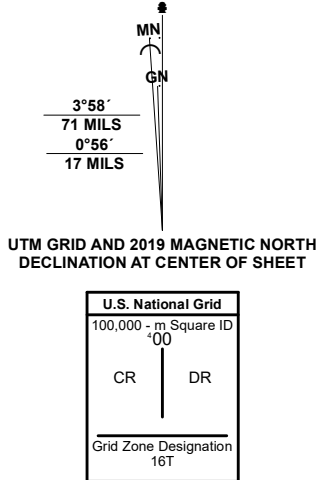 MN
GN
3°58´
71 MILS
0°56´
17 MILS
UTM GRID AND 2019 MAGNETIC NORTH
DECLINATION AT CENTER OF SHEET
U.S. National Grid
100,000 - m Square ID
⁴00
CR DR
Grid Zone Designation
16T